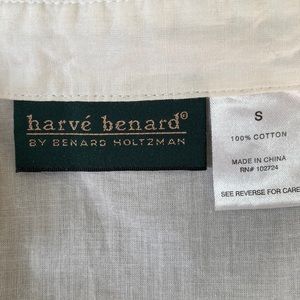 harvé benard®
BY BENARD HOLTZMAN
S
100% COTTON
MADE IN CHINA
RN# 102724
SEE REVERSE FOR CARE